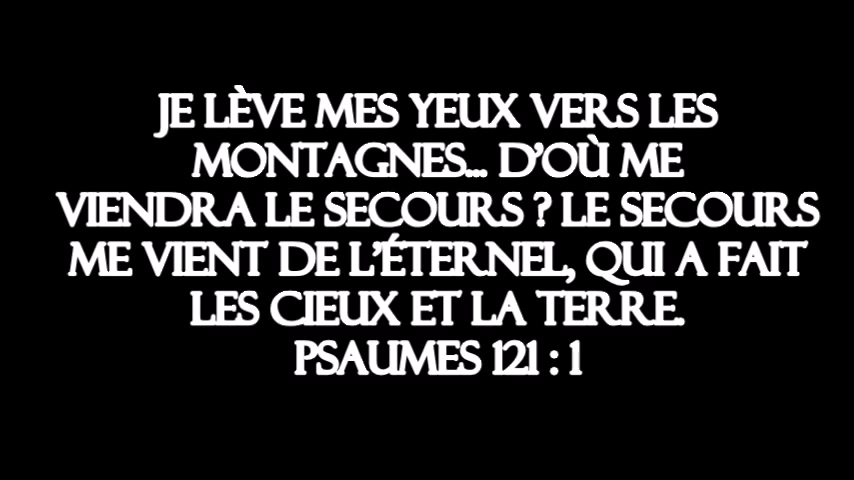 JE LÈVE MES YEUX VERS LES
MONTAGNES... D'OÙ ME
VIENDRA LE SECOURS ? LE SECOURS
ME VIENT DE L'ÉTERNEL, QUI A FAIT
LES CIEUX ET LA TERRE.
PSAUMES 121 : 1